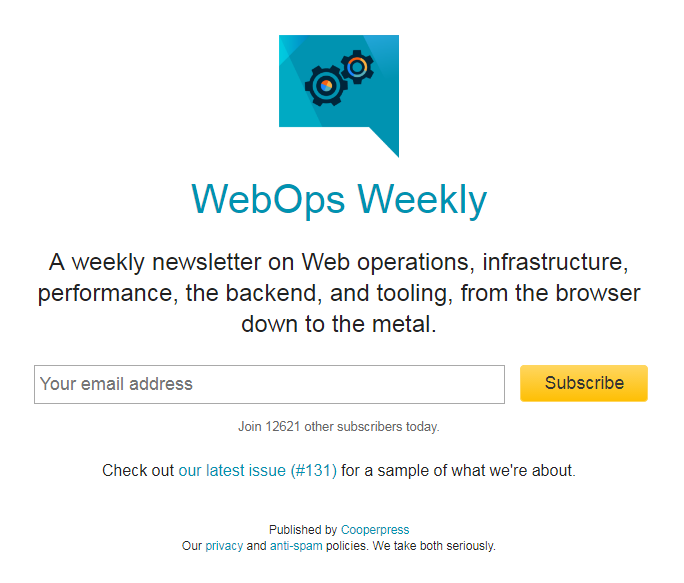 WebOps Weekly
A weekly newsletter on Web operations, infrastructure,
performance, the backend, and tooling, from the browser
down to the metal.
Your email address
Subscribe
Join 12621 other subscribers today.
Check out our latest issue (#131) for a sample of what we're about.
Published by Cooperpress
Our privacy and anti-spam policies. We take both seriously.